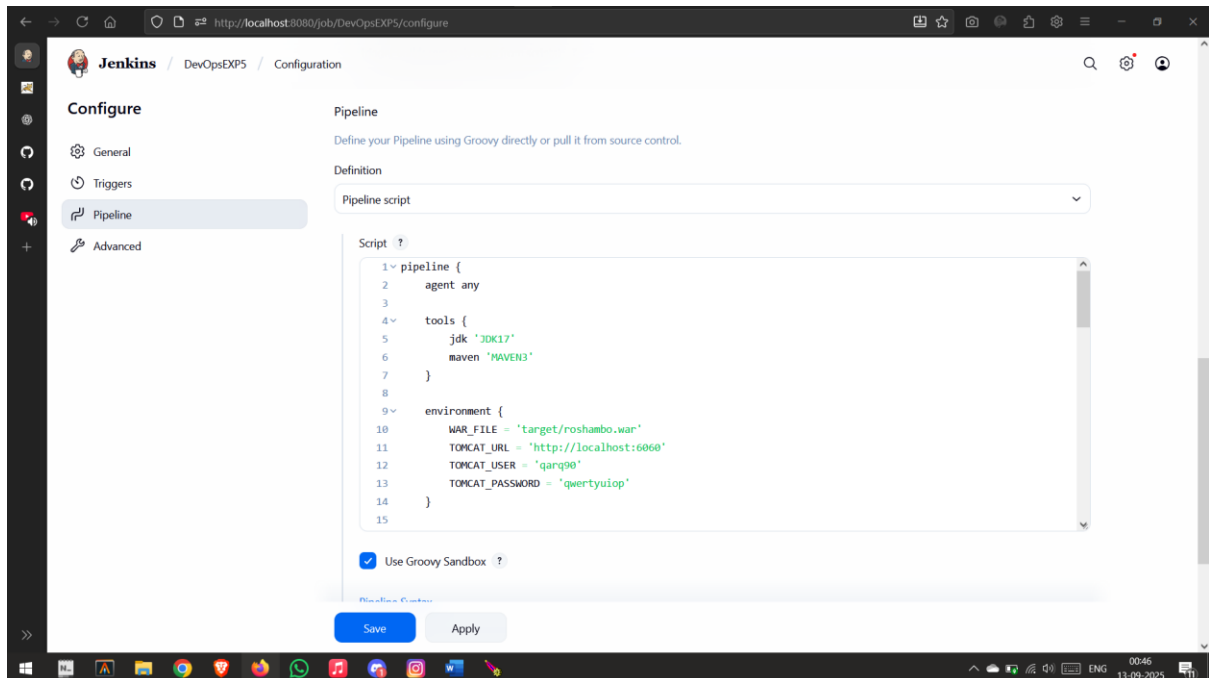 http://localhost:8080/job/DevOpsEXP5/configure
Jenkins / DevOpsEXP5 / Configuration
Configure
General
Triggers
Pipeline
Advanced
Pipeline
Define your Pipeline using Groovy directly or pull it from source control.
Definition
Pipeline script
Script ?
1 pipeline {
2 agent any
3
4 tools {
5 jdk 'JDK17'
6 maven 'MAVEN3'
7 }
8
9 environment {
10 WAR_FILE = 'target/roshambo.war'
11 TOMCAT_URL = 'http://localhost:6060'
12 TOMCAT_USER = 'qarq90'
13 TOMCAT_PASSWORD = 'qwertyuiop'
14 }
15
Use Groovy Sandbox ?
Pipeline Syntax
Save
Apply
ENG
00:46
13-09-2025